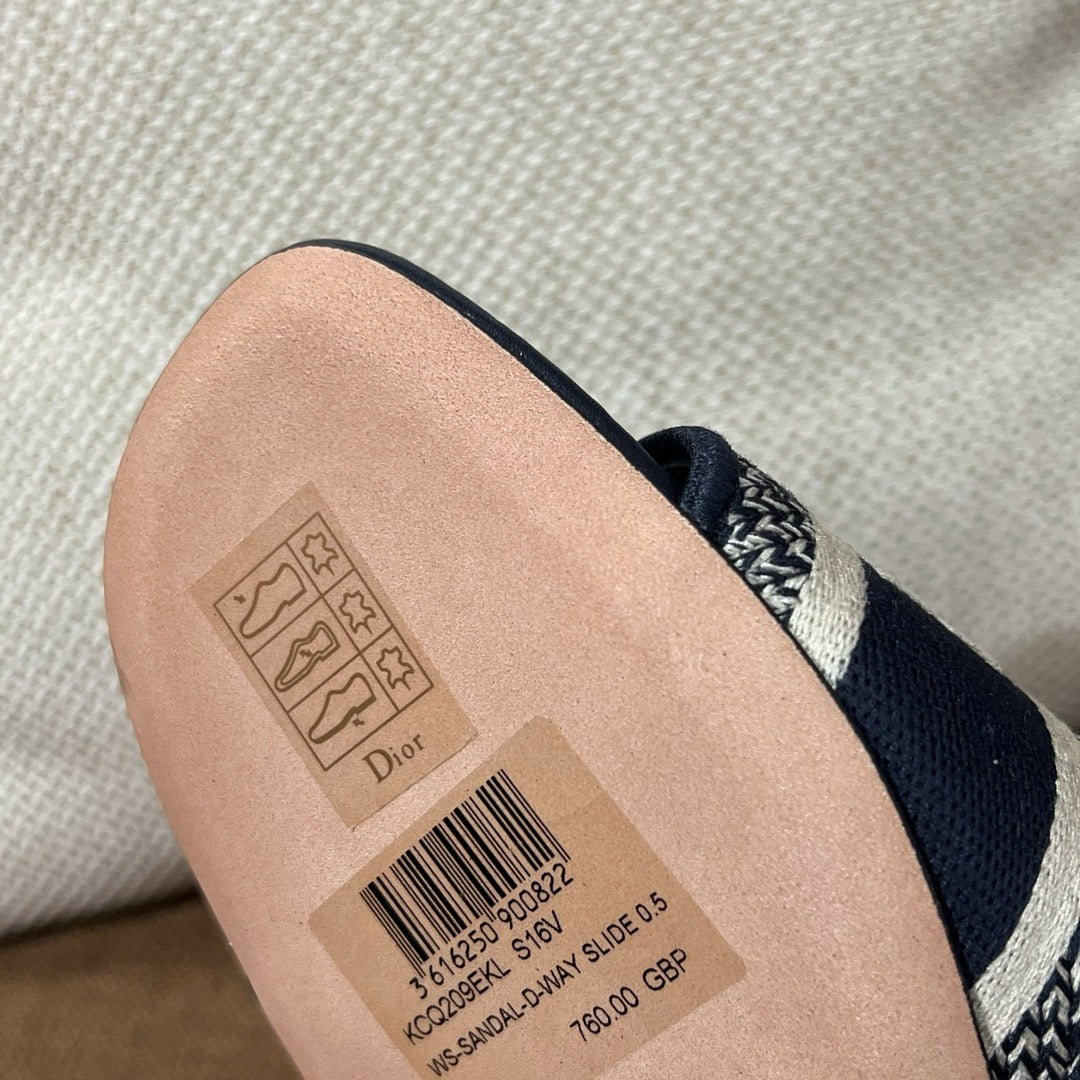 Dior
3 616250 900822
KCQ209EKL S16V
WS-SANDAL-D-WAY SLIDE 0.5
760.00 GBP